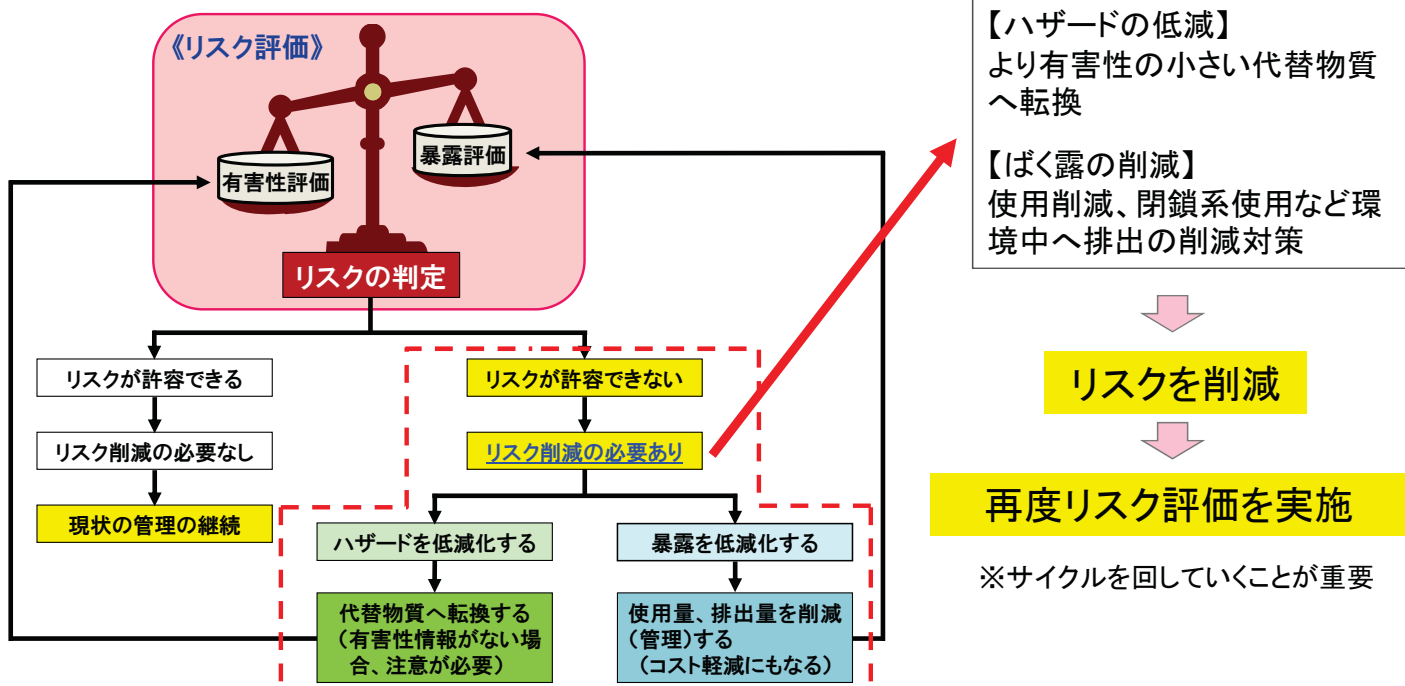 《リスク評価》
有害性評価
暴露評価
リスクの判定
リスクが許容できる
リスク削減の必要なし
現状の管理の継続
リスクが許容できない
リスク削減の必要あり
ハザードを低減化する
代替物質へ転換する
（有害性情報がない場
合、注意が必要）
暴露を低減化する
使用量、排出量を削減
（管理）する
（コスト軽減にもなる）
【ハザードの低減】
より有害性の小さい代替物質
へ転換
【ばく露の削減】
使用削減、閉鎖系使用など環
境中へ排出の削減対策
リスクを削減
再度リスク評価を実施
※サイクルを回していくことが重要